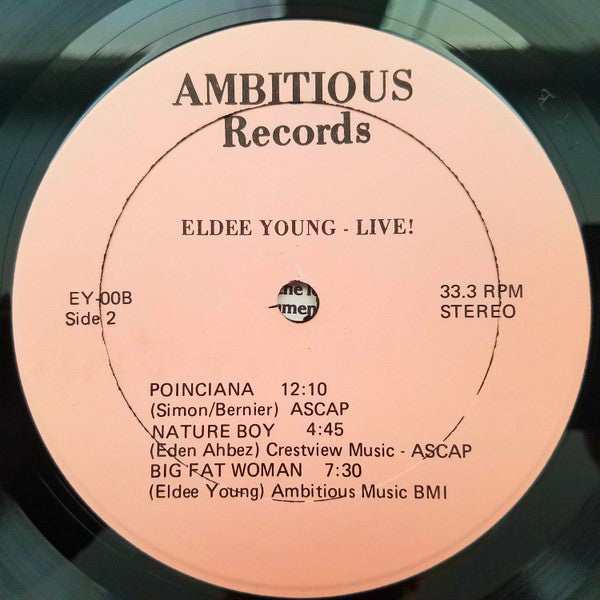 AMBITIOUS
Records
ELDEE YOUNG - LIVE!
EY-00B
Side 2
33.3 RPM
STEREO
POINCIANA 12:10
(Simon/Bernier) ASCAP
NATURE BOY 4:45
(Eden Ahbez) Crestview Music - ASCAP
BIG FAT WOMAN 7:30
(Eldee Young) Ambitious Music BMI